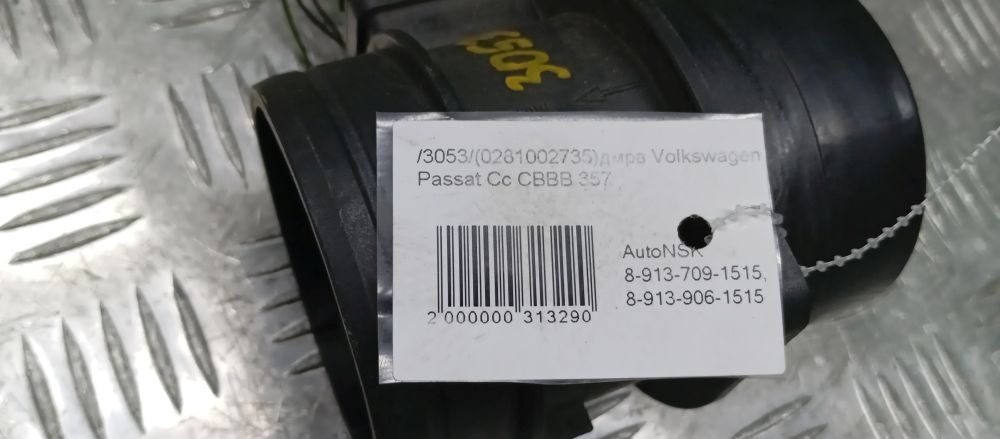 3053
/3053/(0281002735)дмрв Volkswagen
Passat Cc CBBB 357
AutoNSK
8-913-709-1515,
8-913-906-1515
2 000000 313290